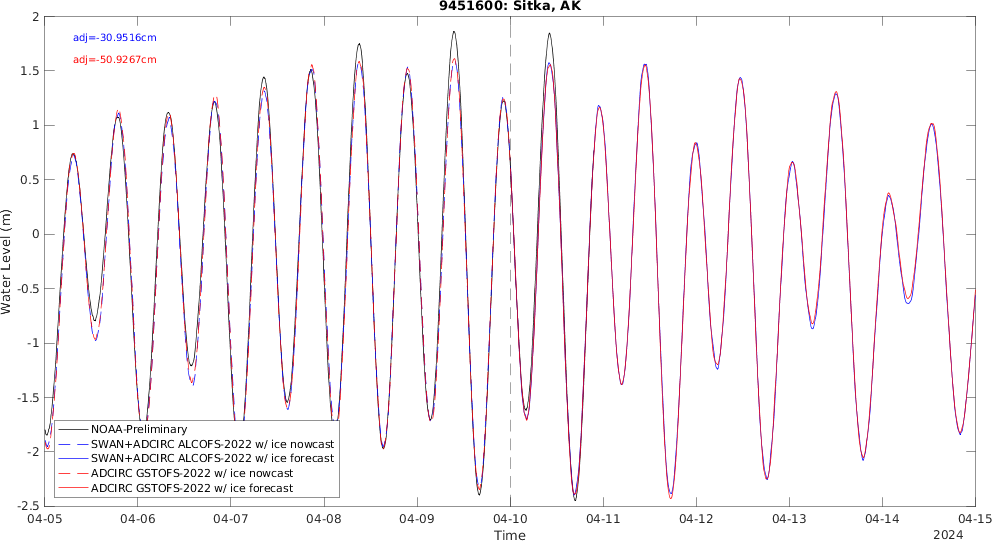 9451600: Sitka, AK
adj=-30.9516cm
adj=-50.9267cm
Water Level (m)
2
1.5
1
0.5
0
-0.5
-1
-1.5
-2
-2.5
NOAA-Preliminary
SWAN+ADCIRC ALCOFS-2022 w/ ice nowcast
SWAN+ADCIRC ALCOFS-2022 w/ ice forecast
ADCIRC GSTOFS-2022 w/ ice nowcast
ADCIRC GSTOFS-2022 w/ ice forecast
04-05 04-06 04-07 04-08 04-09 04-10 04-11 04-12 04-13 04-14 04-15
Time
2024